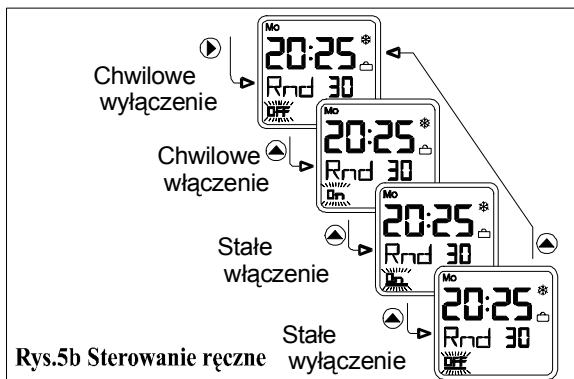 Mo
20:25
Rnd 30
OFF
Chwilowe
wyłączenie
Mo
20:25
Rnd 30
On
Chwilowe
włączenie
Mo
20:25
Rnd 30
On
Stałe
włączenie
Mo
20:25
Rnd 30
OFF
Stałe
wyłączenie
Rys.5b Sterowanie ręczne